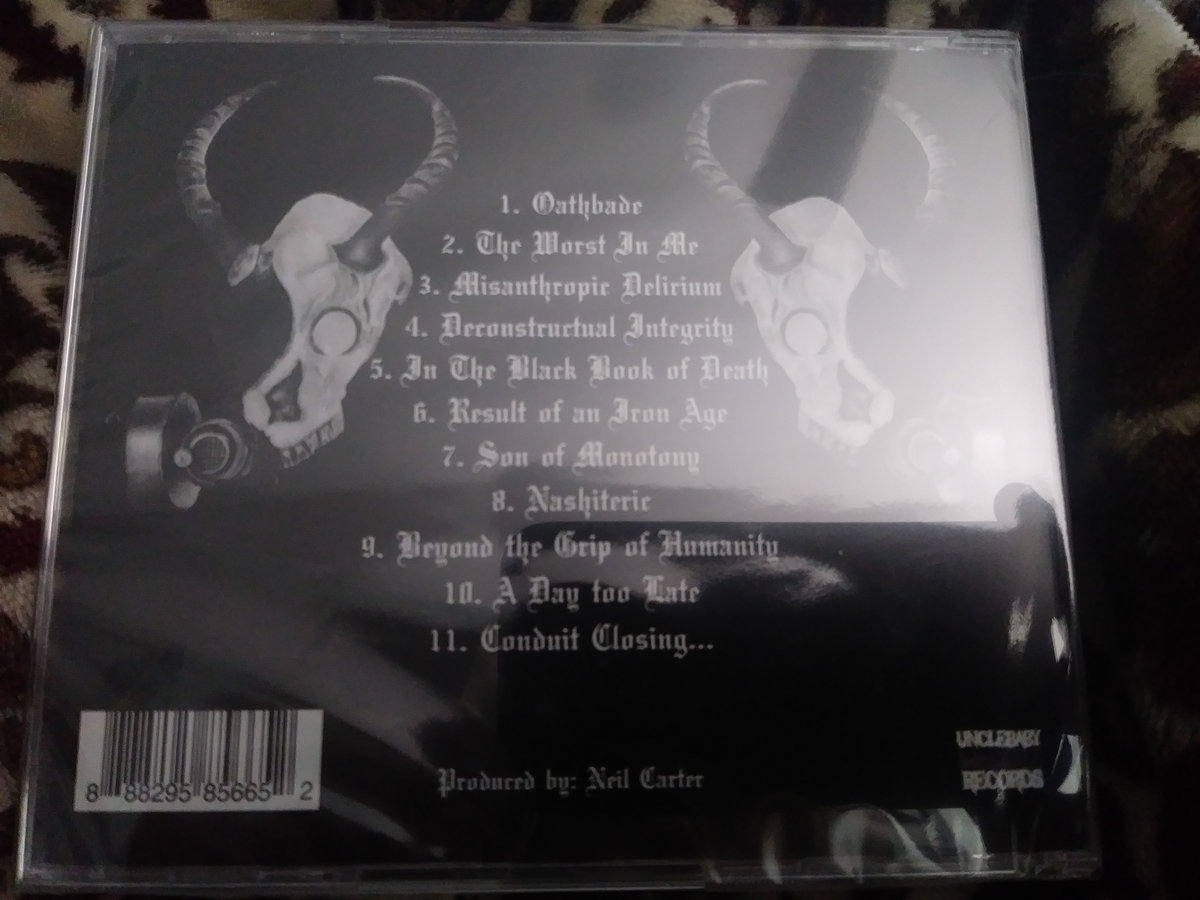 1. Oathbade
2. The Worst In Me
3. Misanthropic Delirium
4. Deconstructual Integrity
5. In The Black Book of Death
6. Result of an Iron Age
7. Son of Monotony
8. Nashiteric
9. Beyond the Grip of Humanity
10. A Day too Late
11. Conduit Closing...
8 88295 85665 2
Produced by: Neil Carter
UNCLEBABY
RECORDS